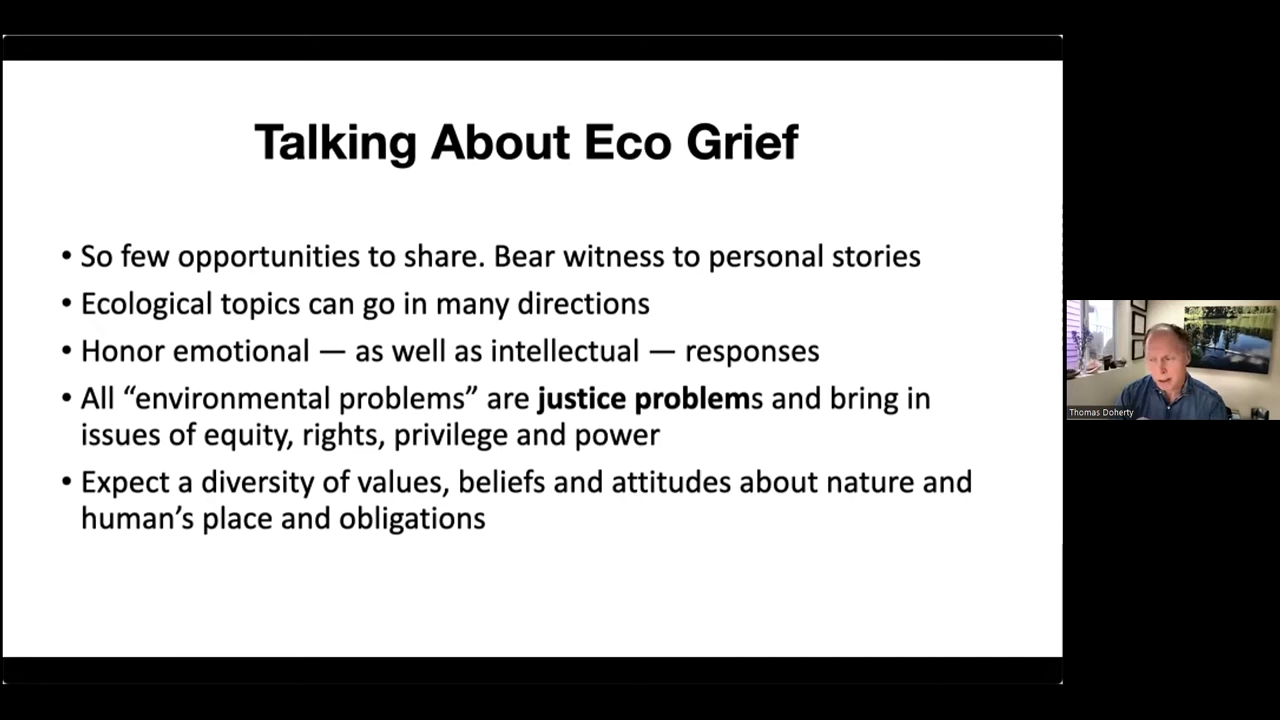 Talking About Eco Grief
• So few opportunities to share. Bear witness to personal stories
• Ecological topics can go in many directions
• Honor emotional — as well as intellectual — responses
• All “environmental problems” are justice problems and bring in
issues of equity, rights, privilege and power
• Expect a diversity of values, beliefs and attitudes about nature and
human’s place and obligations
Thomas Doherty